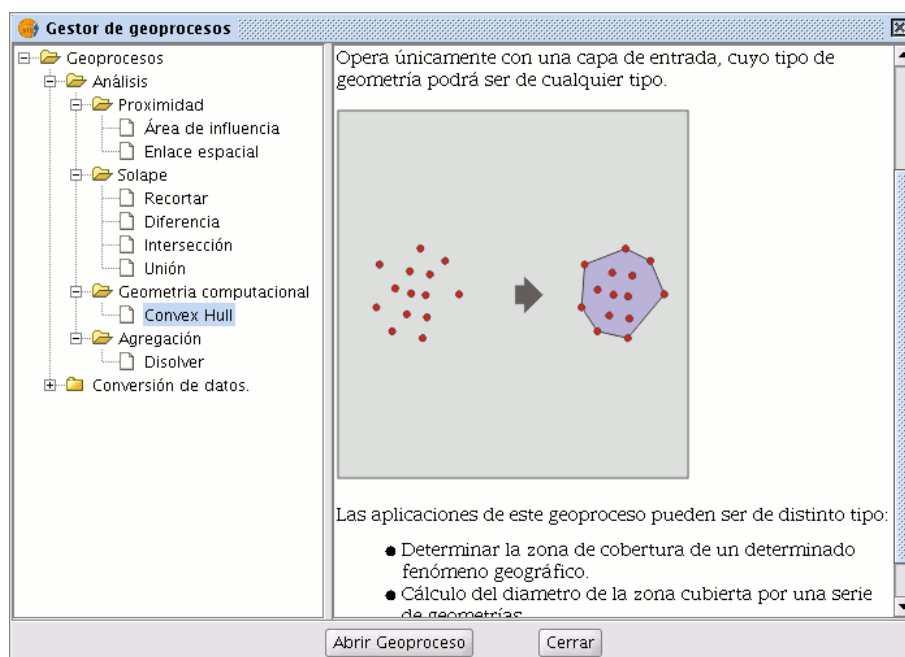 Gestor de geoprocesos
Geoprocesos
Análisis
Proximidad
Área de influencia
Enlace espacial
Solape
Recortar
Diferencia
Intersección
Unión
Geometria computacional
Convex Hull
Agregación
Disolver
Conversión de datos.
Opera únicamente con una capa de entrada, cuyo tipo de
geometría podrá ser de cualquier tipo.
Las aplicaciones de este geoproceso pueden ser de distinto tipo:
Determinar la zona de cobertura de un determinado
fenómeno geográfico.
Cálculo del diametro de la zona cubierta por una serie
de geometrías
Abrir Geoproceso
Cerrar